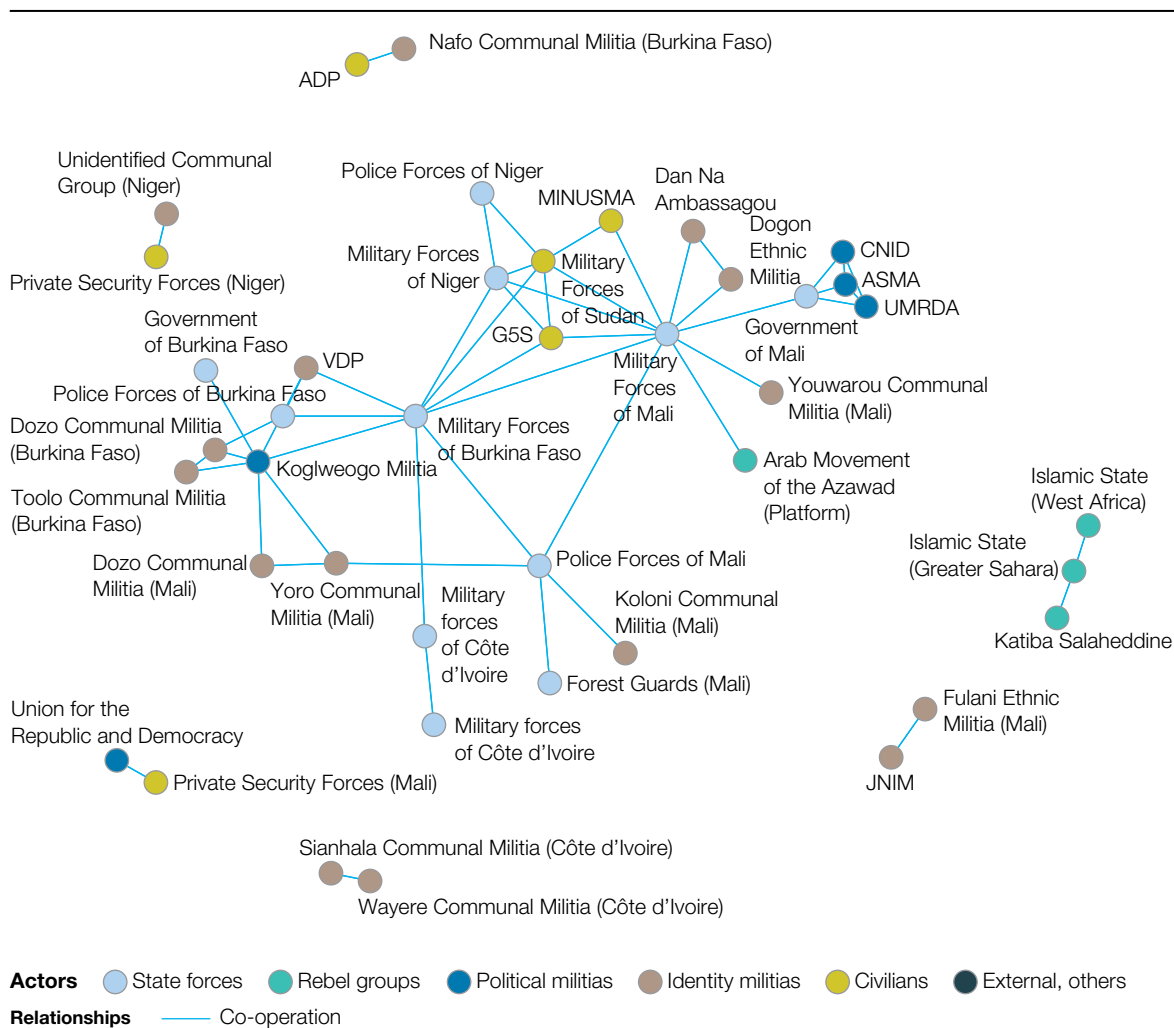 Nafo Communal Militia (Burkina Faso)
ADP
Unidentified Communal
Group (Niger)
Private Security Forces (Niger)
Police Forces of Niger
MINUSMA
Dan Na
Ambassagou
Dogon
Ethnic
Militia
CNID
ASMA
UMRDA
Military Forces
of Niger
Military
Forces
of Sudan
G5S
Government
of Mali
Military
Forces
of Mali
Government
of Burkina Faso
VDP
Police Forces of Burkina Faso
Youwarou Communal
Militia (Mali)
Dozo Communal Militia
(Burkina Faso)
Military Forces
of Burkina Faso
Koglweogo Militia
Toolo Communal Militia
(Burkina Faso)
Arab Movement
of the Azawad
(Platform)
Islamic State
(West Africa)
Islamic State
(Greater Sahara)
Katiba Salaheddine
Dozo Communal
Militia (Mali)
Yoro Communal
Militia (Mali)
Police Forces of Mali
Military
forces
of Côte
d’Ivoire
Koloni Communal
Militia (Mali)
Forest Guards (Mali)
Military forces
of Côte d’Ivoire
Fulani Ethnic
Militia (Mali)
JNIM
Union for the
Republic and Democracy
Private Security Forces (Mali)
Sianhala Communal Militia (Côte d’Ivoire)
Wayere Communal Militia (Côte d’Ivoire)
Actors State forces Rebel groups Political militias Identity militias Civilians External, others
Relationships Co-operation